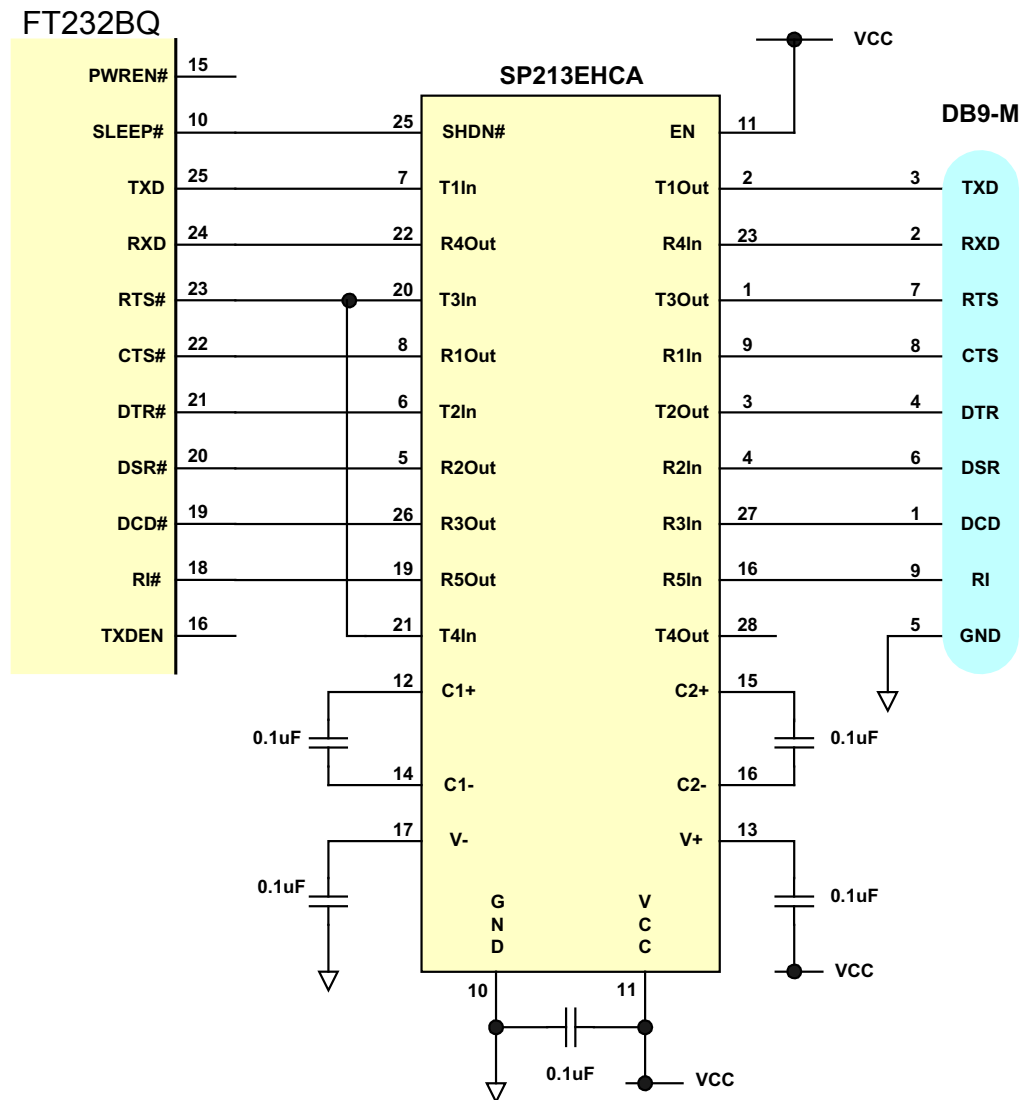 FT232BQ
VCC
PWREN# 15
SP213EHCA
DB9-M
SLEEP# 10 25 SHDN# EN 11
TXD 25 7 T1In T1Out 2 3 TXD
RXD 24 22 R4Out R4In 23 2 RXD
RTS# 23 20 T3In T3Out 1 7 RTS
CTS# 22 8 R1Out R1In 9 8 CTS
DTR# 21 6 T2In T2Out 3 4 DTR
DSR# 20 5 R2Out R2In 4 6 DSR
DCD# 19 26 R3Out R3In 27 1 DCD
RI# 18 19 R5Out R5In 16 9 RI
TXDEN 16 21 T4In T4Out 28 5 GND
12 C1+ C2+ 15
0.1uF 0.1uF
14 C1- C2- 16
17 V- V+ 13
0.1uF GND VCC 0.1uF
VCC
10 11
0.1uF VCC